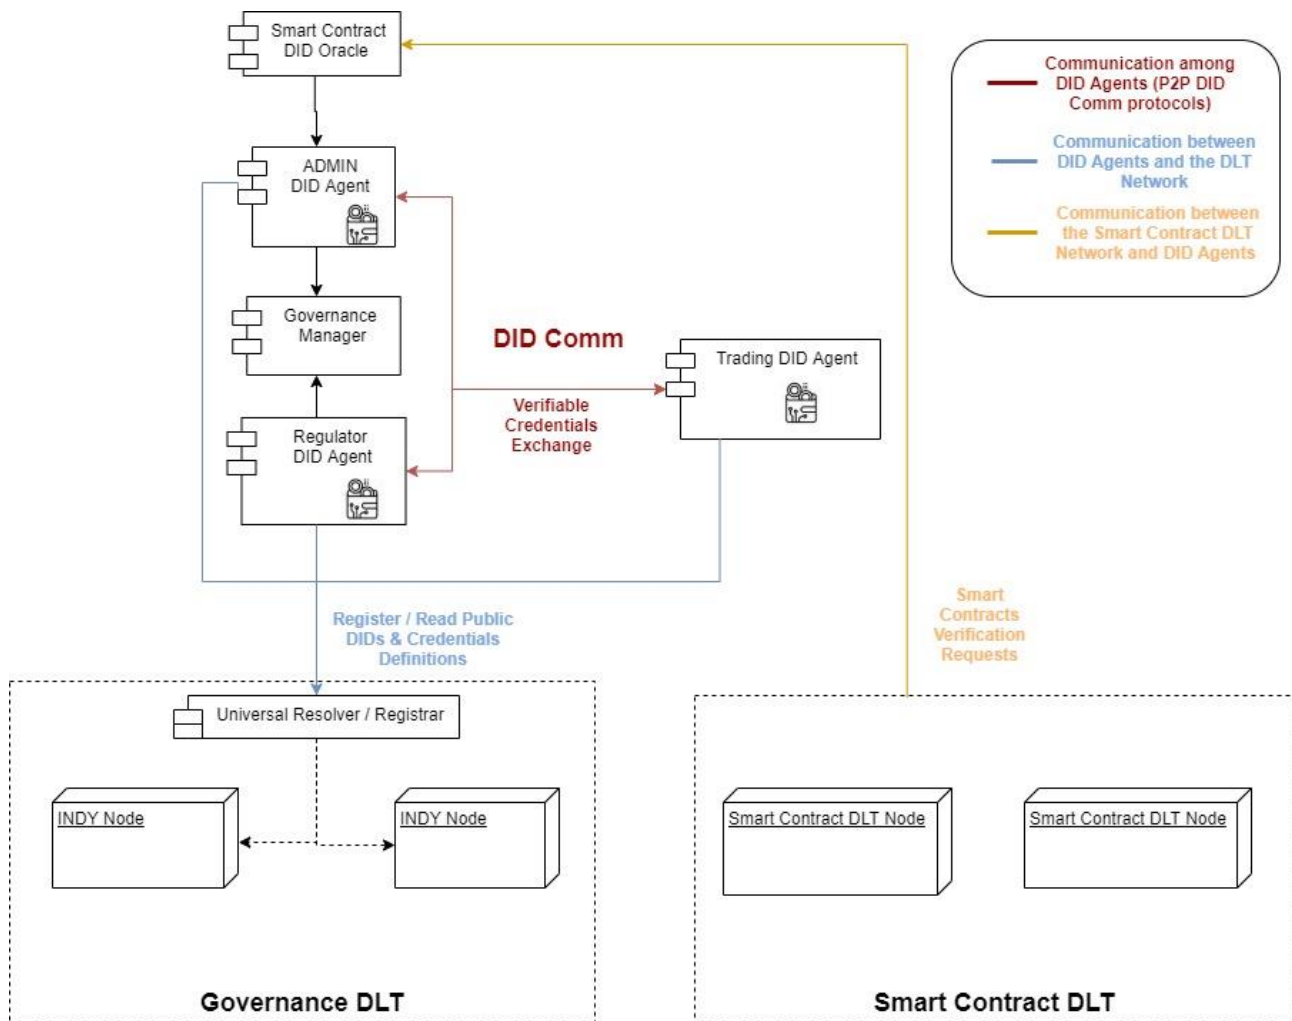 Smart Contract
DID Oracle
Communication among
DID Agents (P2P DID
Comm protocols)
Communication between
DID Agents and the DLT
Network
Communication between
the Smart Contract DLT
Network and DID Agents
ADMIN
DID Agent
Governance
Manager
DID Comm
Trading DID Agent
Verifiable
Credentials
Exchange
Regulator
DID Agent
Register / Read Public
DIDs & Credentials
Definitions
Smart
Contracts
Verification
Requests
Universal Resolver / Registrar
INDY Node
INDY Node
Smart Contract DLT Node
Smart Contract DLT Node
Governance DLT
Smart Contract DLT